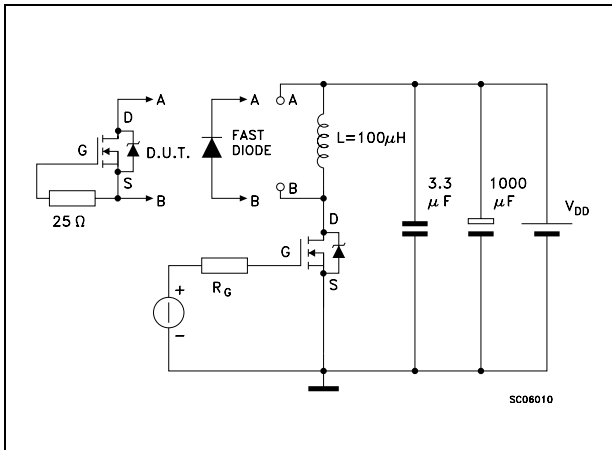 A
A
A
D
G
D.U.T.
FAST
DIODE
L=100µH
S
B
B
B
25 Ω
3.3
µF
1000
µF
VDD
D
G
S
RG
+
-
SC06010